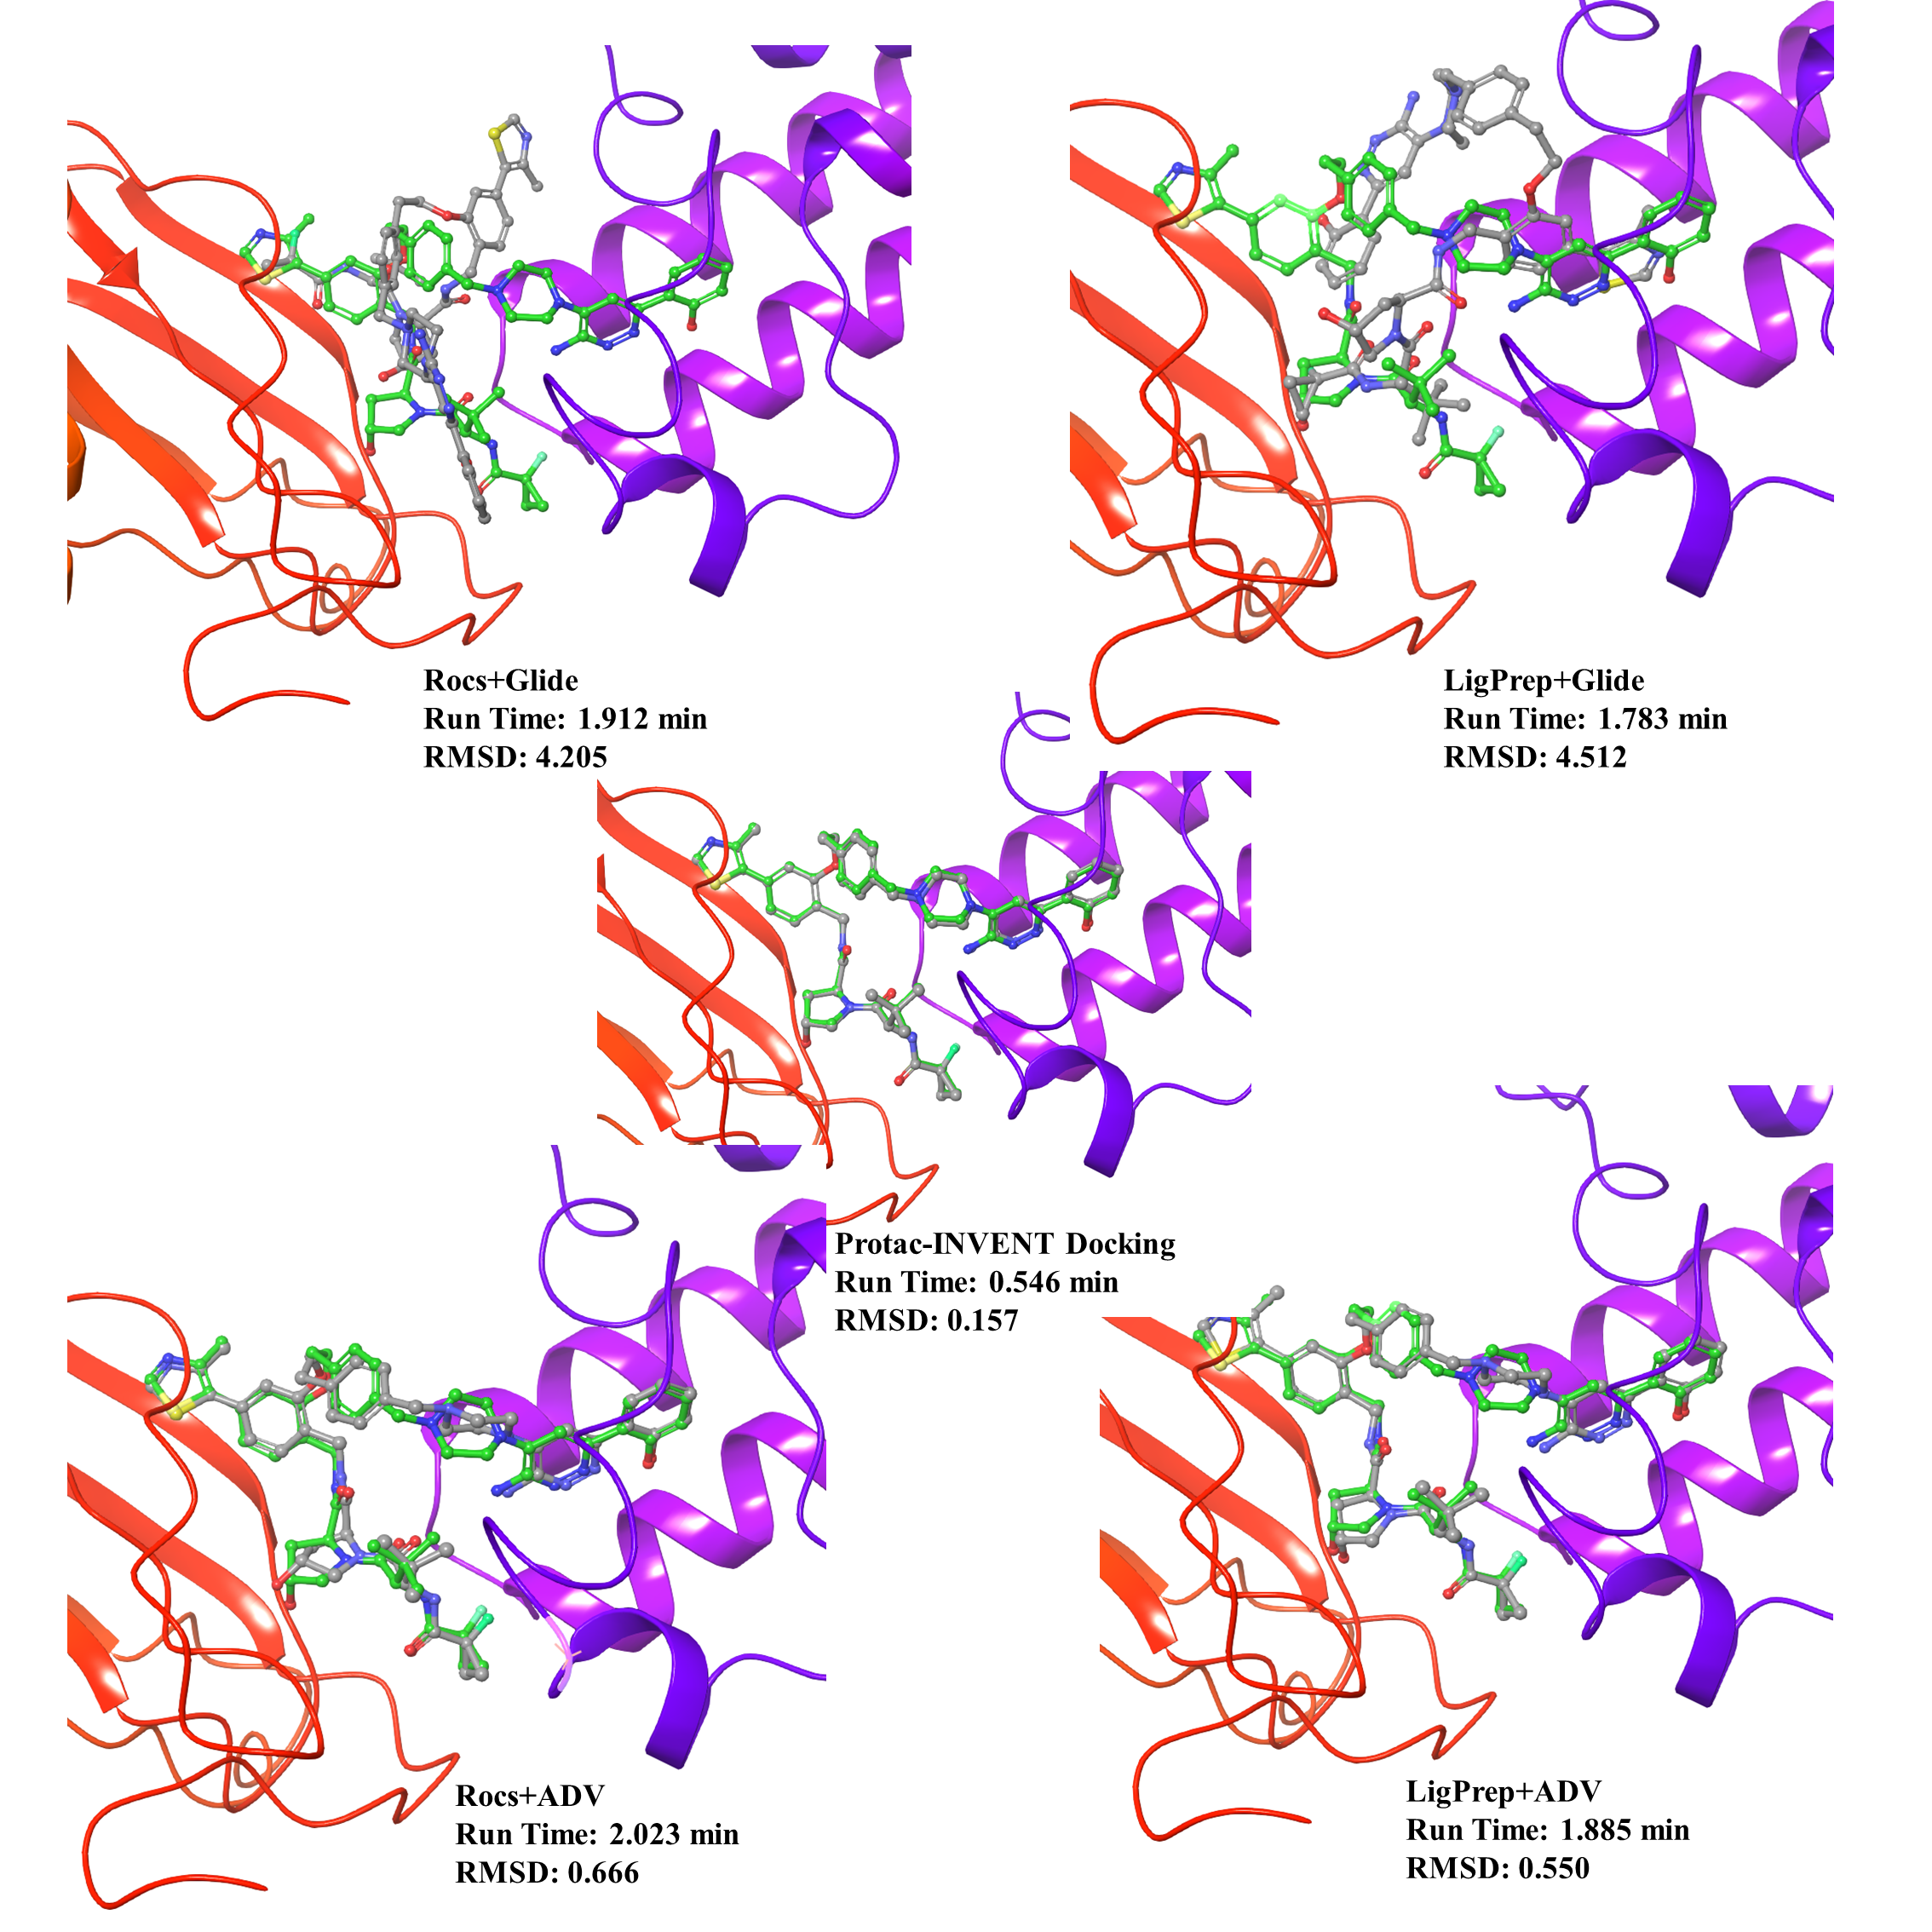 Rocs+Glide
Run Time: 1.912 min
RMSD: 4.205
LigPrep+Glide
Run Time: 1.783 min
RMSD: 4.512
Protac-INVENT Docking
Run Time: 0.546 min
RMSD: 0.157
Rocs+ADV
Run Time: 2.023 min
RMSD: 0.666
LigPrep+ADV
Run Time: 1.885 min
RMSD: 0.550